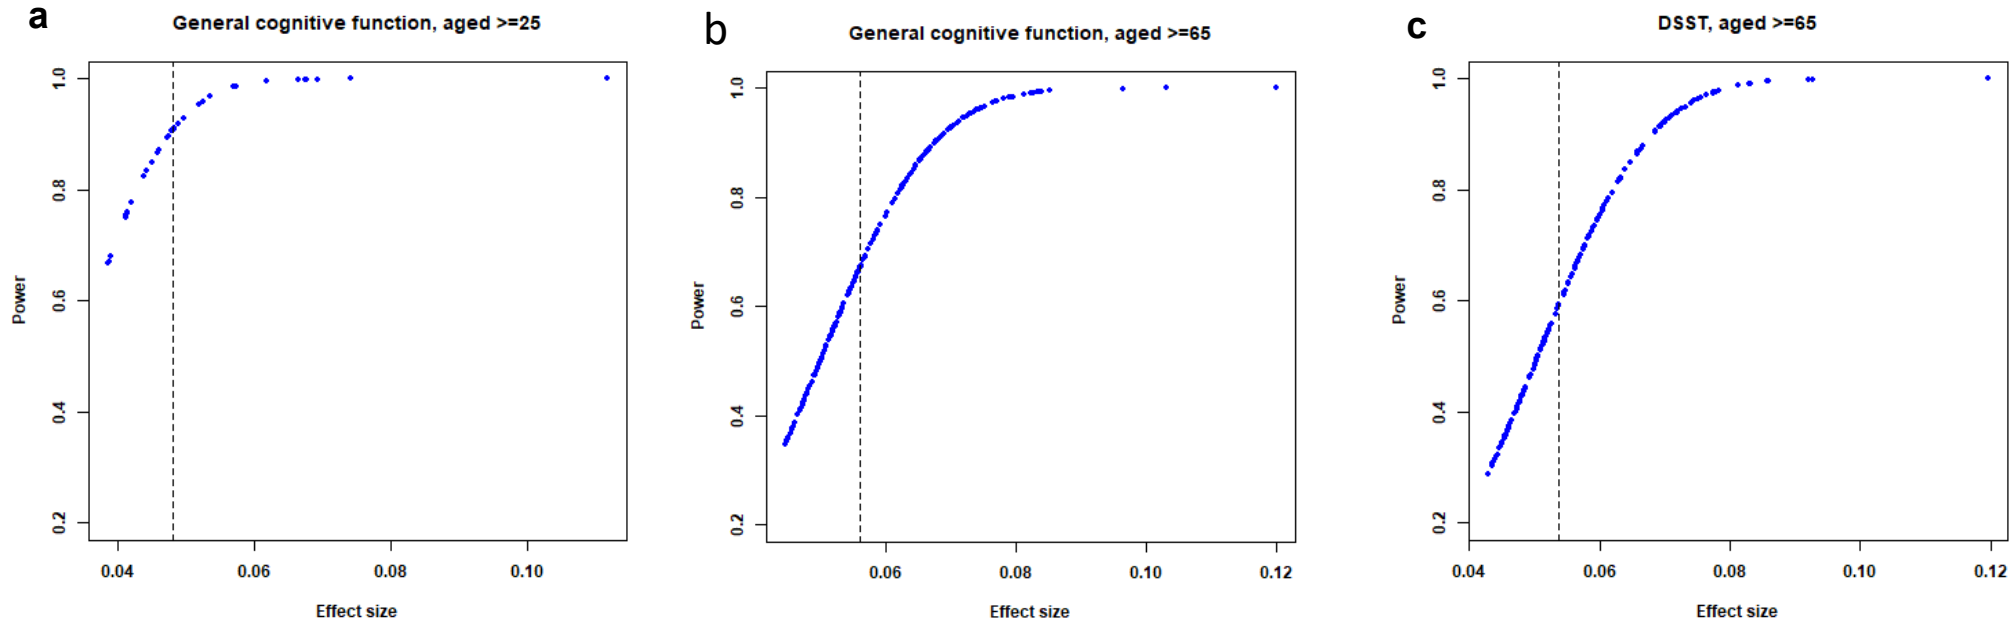 a
General cognitive function, aged >=25
1.0
0.8
0.6
0.4
0.2
Power
0.04 0.06 0.08 0.10
Effect size
b
General cognitive function, aged >=65
1.0
0.8
0.6
0.4
0.2
Power
0.06 0.08 0.10 0.12
Effect size
c
DSST, aged >=65
1.0
0.8
0.6
0.4
0.2
Power
0.04 0.06 0.08 0.10 0.12
Effect size